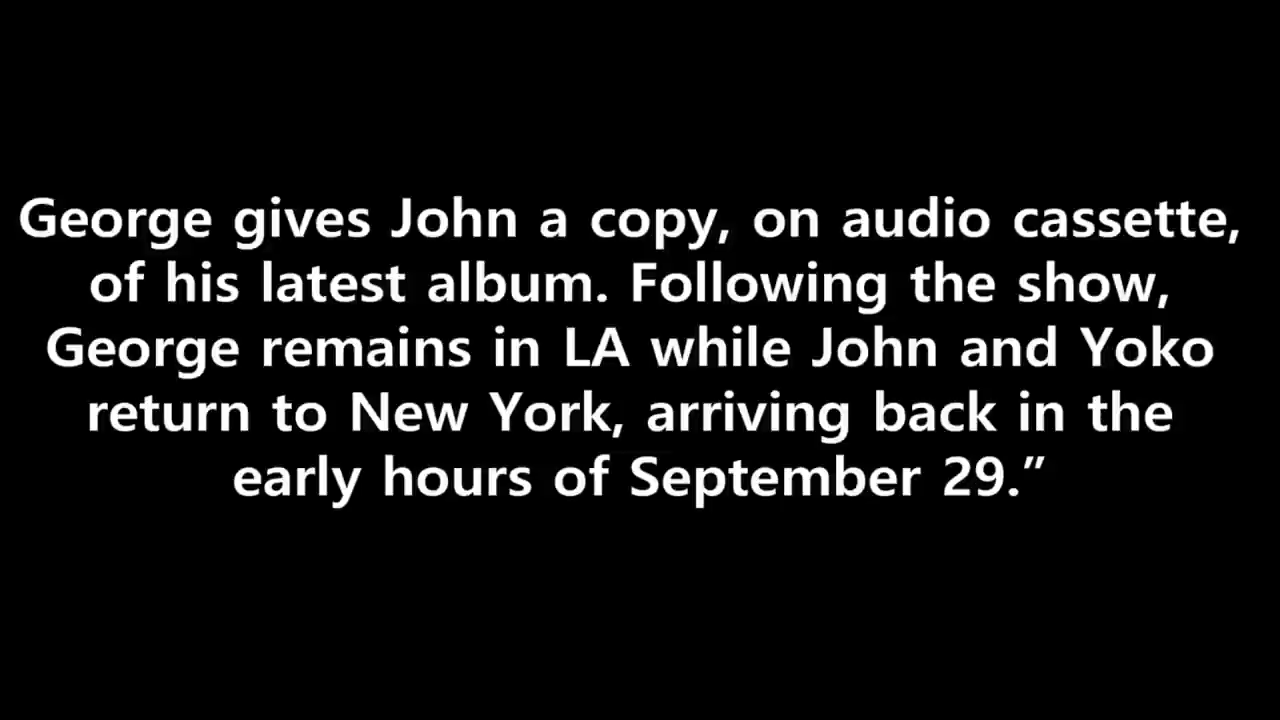 George gives John a copy, on audio cassette,
of his latest album. Following the show,
George remains in LA while John and Yoko
return to New York, arriving back in the
early hours of September 29.”